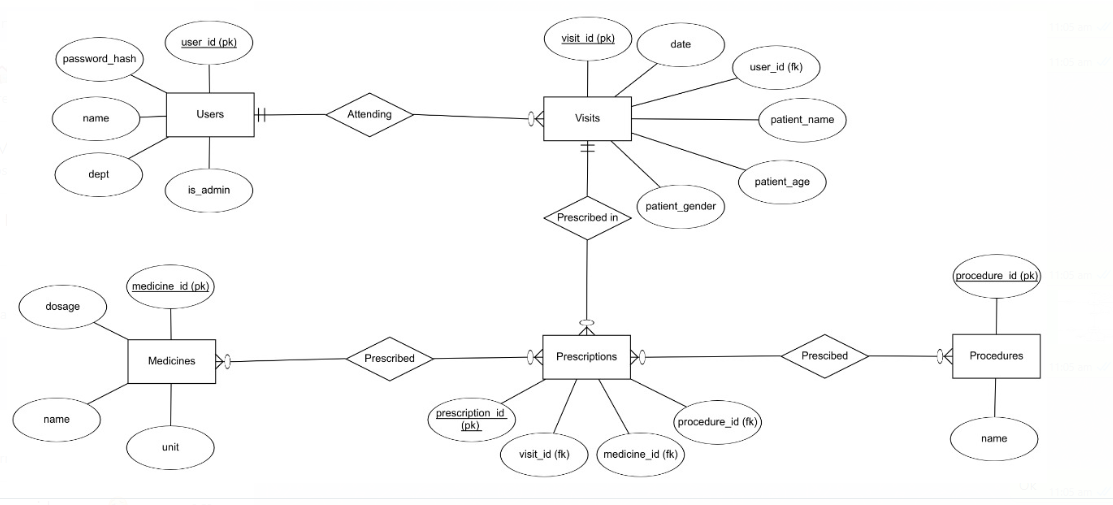 user_id (pk)
password_hash
name
Users
dept
is_admin
Attending
visit_id (pk)
date
user_id (fk)
Visits
patient_name
patient_age
patient_gender
Prescribed in
medicine_id (pk)
dosage
Medicines
name
unit
Prescribed
Prescriptions
prescription_id
(pk)
visit_id (fk)
medicine_id (fk)
procedure_id (fk)
Prescibed
procedure_id (pk)
Procedures
name